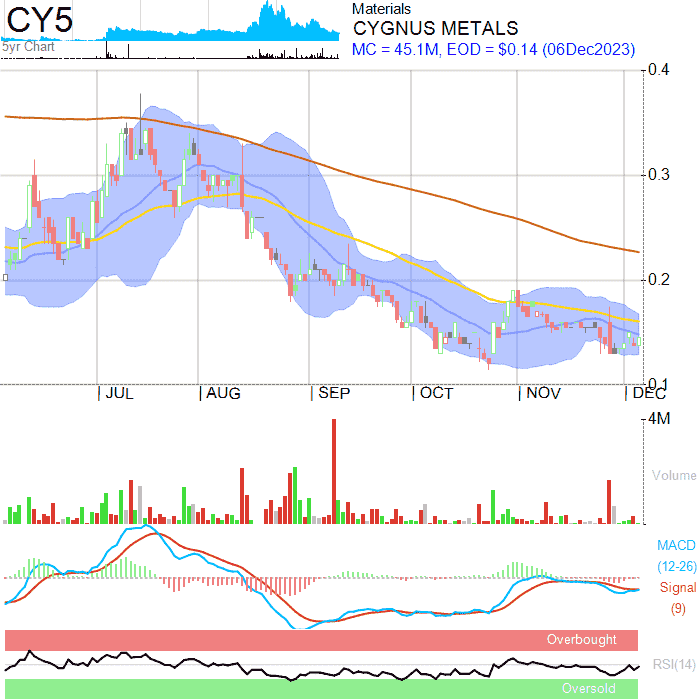 CY5
Materials
CYGNUS METALS
MC = 45.1M, EOD = $0.14 (06Dec2023)
5yr Chart
0.4
0.3
0.2
0.1
JUL
AUG
SEP
OCT
NOV
DEC
4M
Volume
MACD
(12-26)
Signal
(9)
Overbought
RSI(14)
Oversold